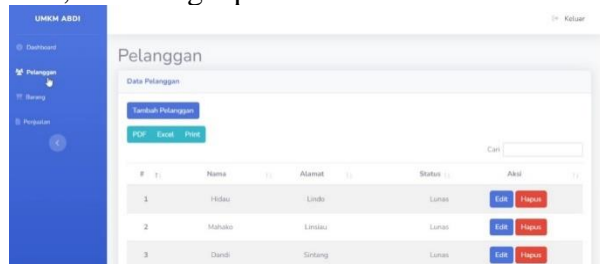 UMKM ABDI
Keluar
Dashboard
Pelanggan
Pelanggan
Data Pelanggan
Barang
Tambah Pelanggan
Penjualan
PDF Excel Print
Cari
# Nama Alamat Status Aksi
1 Hidau Lindo Lunas Edit Hapus
2 Mahako Linsiau Lunas Edit Hapus
3 Dandi Sintang Lunas Edit Hapus